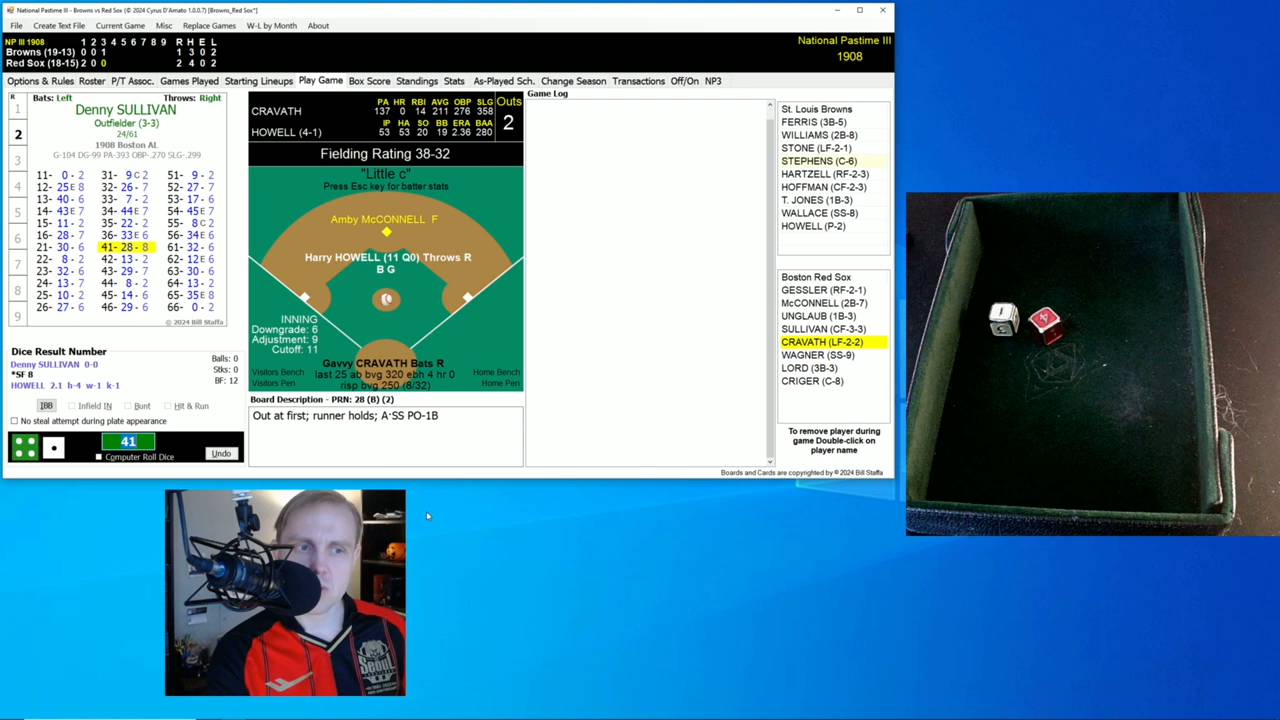 National Pastime III - Browns vs Red Sox (© 2024 Cyrus D'Amato 1.0.0.7) [Browns_Red Sox*]
File Create Text File Current Game Misc Replace Games W-L by Month About
NP III 1908 1 2 3 4 5 6 7 8 9 R H E L
Browns (19-13) 0 0 1 1 3 0 2
Red Sox (18-15) 2 0 0 2 4 0 2
National Pastime III
1908
Options & Rules Roster P/T Assoc. Games Played Starting Lineups Play Game Box Score Standings Stats As-Played Sch. Change Season Transactions Off/On NP3
R
1
2
3
4
5
6
7
8
9
Bats: Left Throws: Right
Denny SULLIVAN
Outfielder (3-3)
24/61
1908 Boston AL
G-104 DG-99 PA-393 OBP-.270 SLG-.299
11- 0 - 2 31- 9 C 2 51- 9 - 2
12- 25 E 8 32- 26 - 7 52- 27 - 7
13- 40 - 6 33- 7 - 2 53- 17 - 6
14- 43 E 7 34- 44 E 7 54- 45 E 7
15- 11 - 2 35- 22 - 2 55- 8 C 2
16- 28 - 7 36- 33 E 6 56- 34 E 6
21- 30 - 6 41- 28 - 8 61- 32 - 6
22- 8 - 2 42- 13 - 2 62- 12 E 6
23- 32 - 6 43- 29 - 7 63- 30 - 6
24- 13 - 7 44- 8 - 2 64- 13 - 2
25- 10 - 2 45- 14 - 6 65- 35 E 8
26- 27 - 6 46- 29 - 6 66- 0 - 2
© 2024 Bill Staffa
Dice Result Number
Denny SULLIVAN 0-0
*SF 8
HOWELL 2.1 h-4 w-1 k-1
Balls: 0
Stks: 0
BF: 12
IBB Infield IN Bunt Hit & Run
No steal attempt during plate appearance
41
Computer Roll Dice
Undo
PA HR RBI AVG OBP SLG
CRAVATH 137 0 14 211 276 358
IP HA SO BB ERA BAA
HOWELL (4-1) 53 53 20 19 2.36 280
Outs
2
Fielding Rating 38-32
"Little c"
Press Esc key for batter stats
Amby McCONNELL F
Harry HOWELL (11 Q0) Throws R
B G
INNING
Downgrade: 6
Adjustment: 9
Cutoff: 11
Gavvy CRAVATH Bats R
last 25 ab bvg 320 ebh 4 hr 0
risp bvg 250 (8/32)
Visitors Bench
Visitors Pen
Home Bench
Home Pen
Board Description - PRN: 28 (B) (2)
Out at first; runner holds; A·SS PO-1B
Game Log
St. Louis Browns
FERRIS (3B-5)
WILLIAMS (2B-8)
STONE (LF-2-1)
STEPHENS (C-6)
HARTZELL (RF-2-3)
HOFFMAN (CF-2-3)
T. JONES (1B-3)
WALLACE (SS-8)
HOWELL (P-2)
Boston Red Sox
GESSLER (RF-2-1)
McCONNELL (2B-7)
UNGLAUB (1B-3)
SULLIVAN (CF-3-3)
CRAVATH (LF-2-2)
WAGNER (SS-9)
LORD (3B-3)
CRIGER (C-8)
To remove player during
game Double-click on
player name
Boards and Cards are copyrighted by © 2024 Bill Staffa
1
4